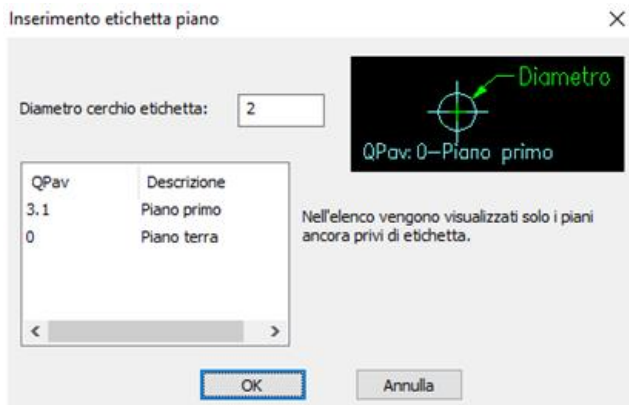 Inserimento etichetta piano
Diametro cerchio etichetta:
2
Diametro
QPav: 0-Piano primo
QPav Descrizione
3.1 Piano primo
0 Piano terra
Nell'elenco vengono visualizzati solo i piani
ancora privi di etichetta.
OK
Annulla